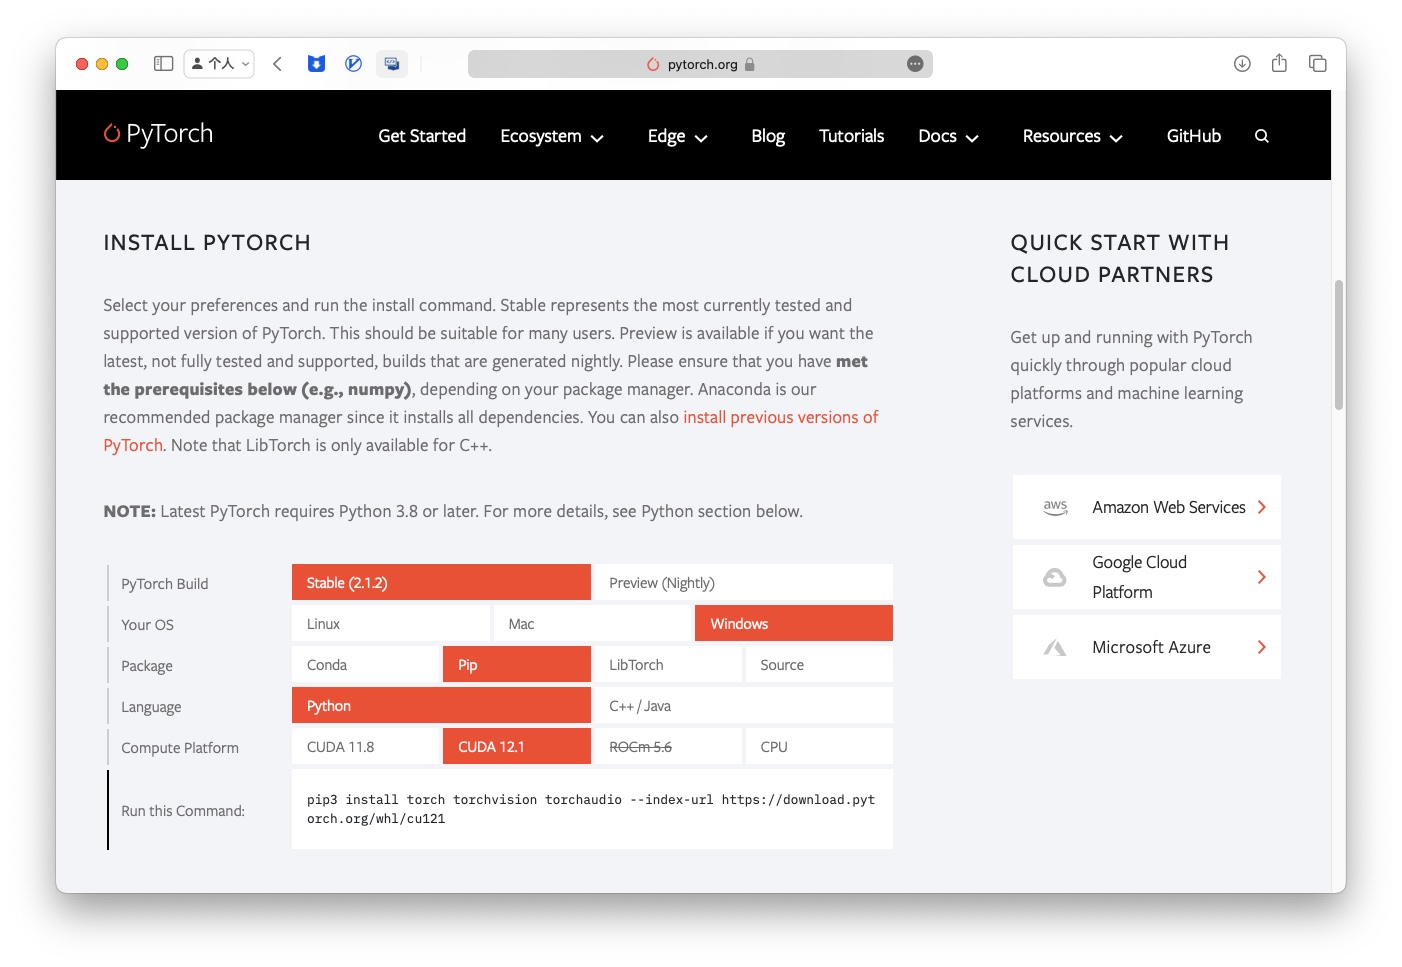 个人
pytorch.org
PyTorch
Get Started
Ecosystem
Edge
Blog
Tutorials
Docs
Resources
GitHub
INSTALL PYTORCH
Select your preferences and run the install command. Stable represents the most currently tested and
supported version of PyTorch. This should be suitable for many users. Preview is available if you want the
latest, not fully tested and supported, builds that are generated nightly. Please ensure that you have met
the prerequisites below (e.g., numpy), depending on your package manager. Anaconda is our
recommended package manager since it installs all dependencies. You can also install previous versions of
PyTorch. Note that LibTorch is only available for C++.
NOTE: Latest PyTorch requires Python 3.8 or later. For more details, see Python section below.
PyTorch Build
Stable (2.1.2)
Preview (Nightly)
Your OS
Linux
Mac
Windows
Package
Conda
Pip
LibTorch
Source
Language
Python
C++ / Java
Compute Platform
CUDA 11.8
CUDA 12.1
ROCm 5.6
CPU
Run this Command:
pip3 install torch torchvision torchaudio --index-url https://download.pyt
orch.org/whl/cu121
QUICK START WITH
CLOUD PARTNERS
Get up and running with PyTorch
quickly through popular cloud
platforms and machine learning
services.
aws
Amazon Web Services
Google Cloud
Platform
Microsoft Azure